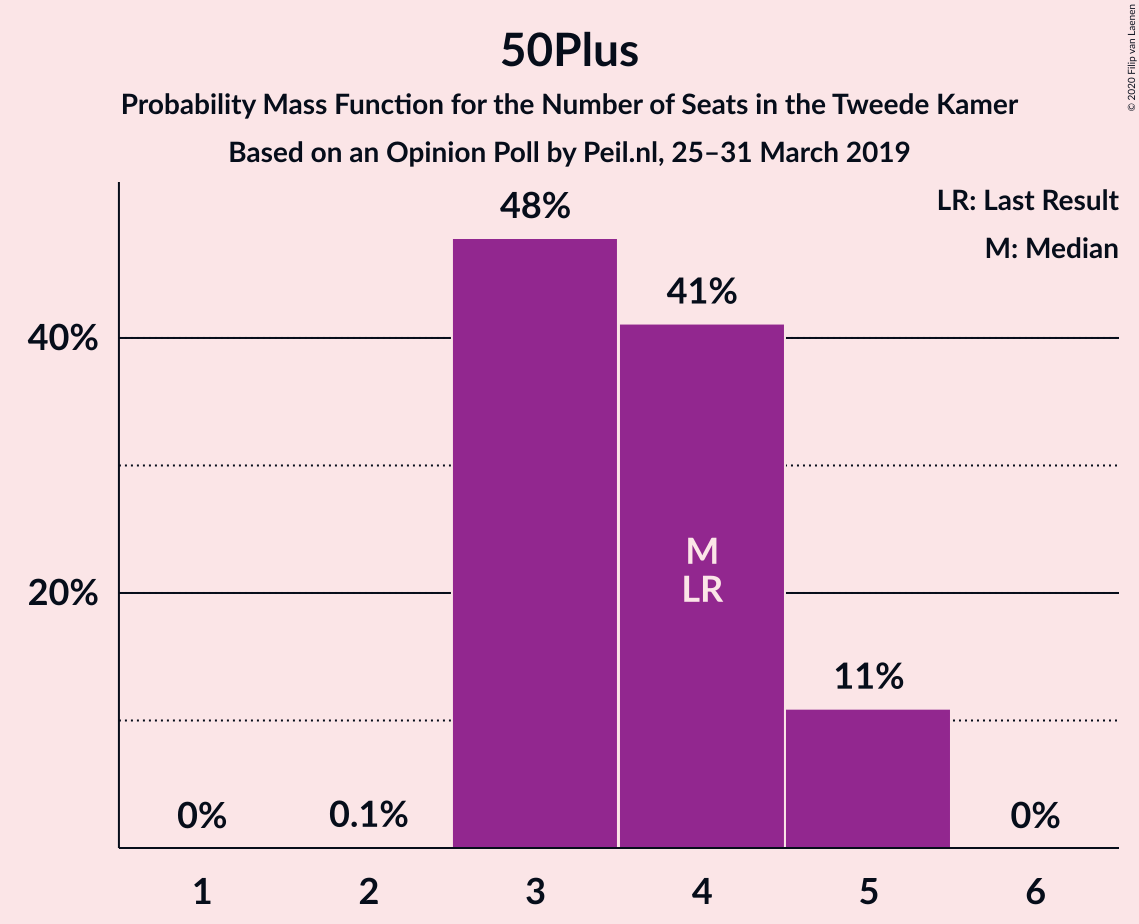 50Plus
Probability Mass Function for the Number of Seats in the Tweede Kamer
Based on an Opinion Poll by Peil.nl, 25–31 March 2019
© 2020 Filip van Laenen
LR: Last Result
M: Median
48%
41%
40%
M
LR
20%
11%
0%
0.1%
0%
1
2
3
4
5
6